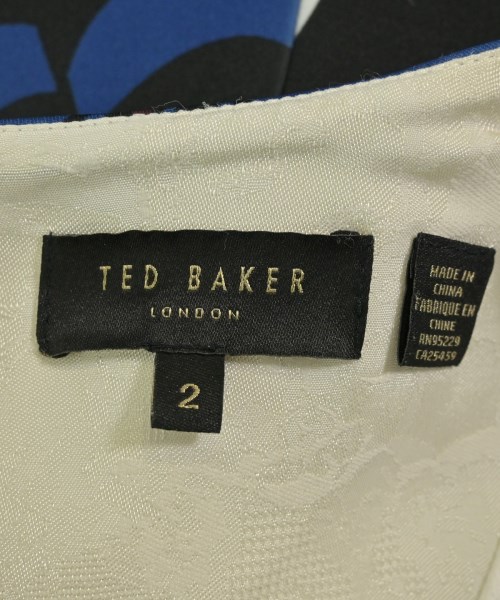 TED BAKER
LONDON
2
MADE IN
CHINA
FABRIQUE EN
CHINE
RN95229
CA25459